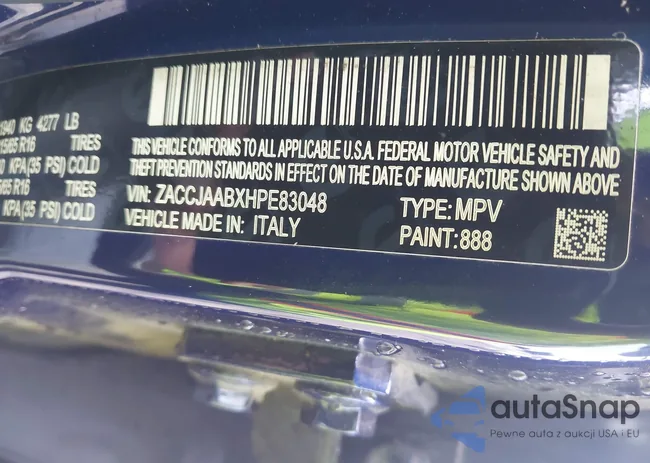 1940 KG 4277 LB
TIRES
KPA(35 PSI) COLD
TIRES
KPA(35 PSI) COLD
THIS VEHICLE CONFORMS TO ALL APPLICABLE U.S.A. FEDERAL MOTOR VEHICLE SAFETY AND
THEFT PREVENTION STANDARDS IN EFFECT ON THE DATE OF MANUFACTURE SHOWN ABOVE
VIN: ZACCJAABXHPE83048 TYPE: MPV
VEHICLE MADE IN: ITALY PAINT: 888
autaSnap
Pewne auta z aukcji USA i EU